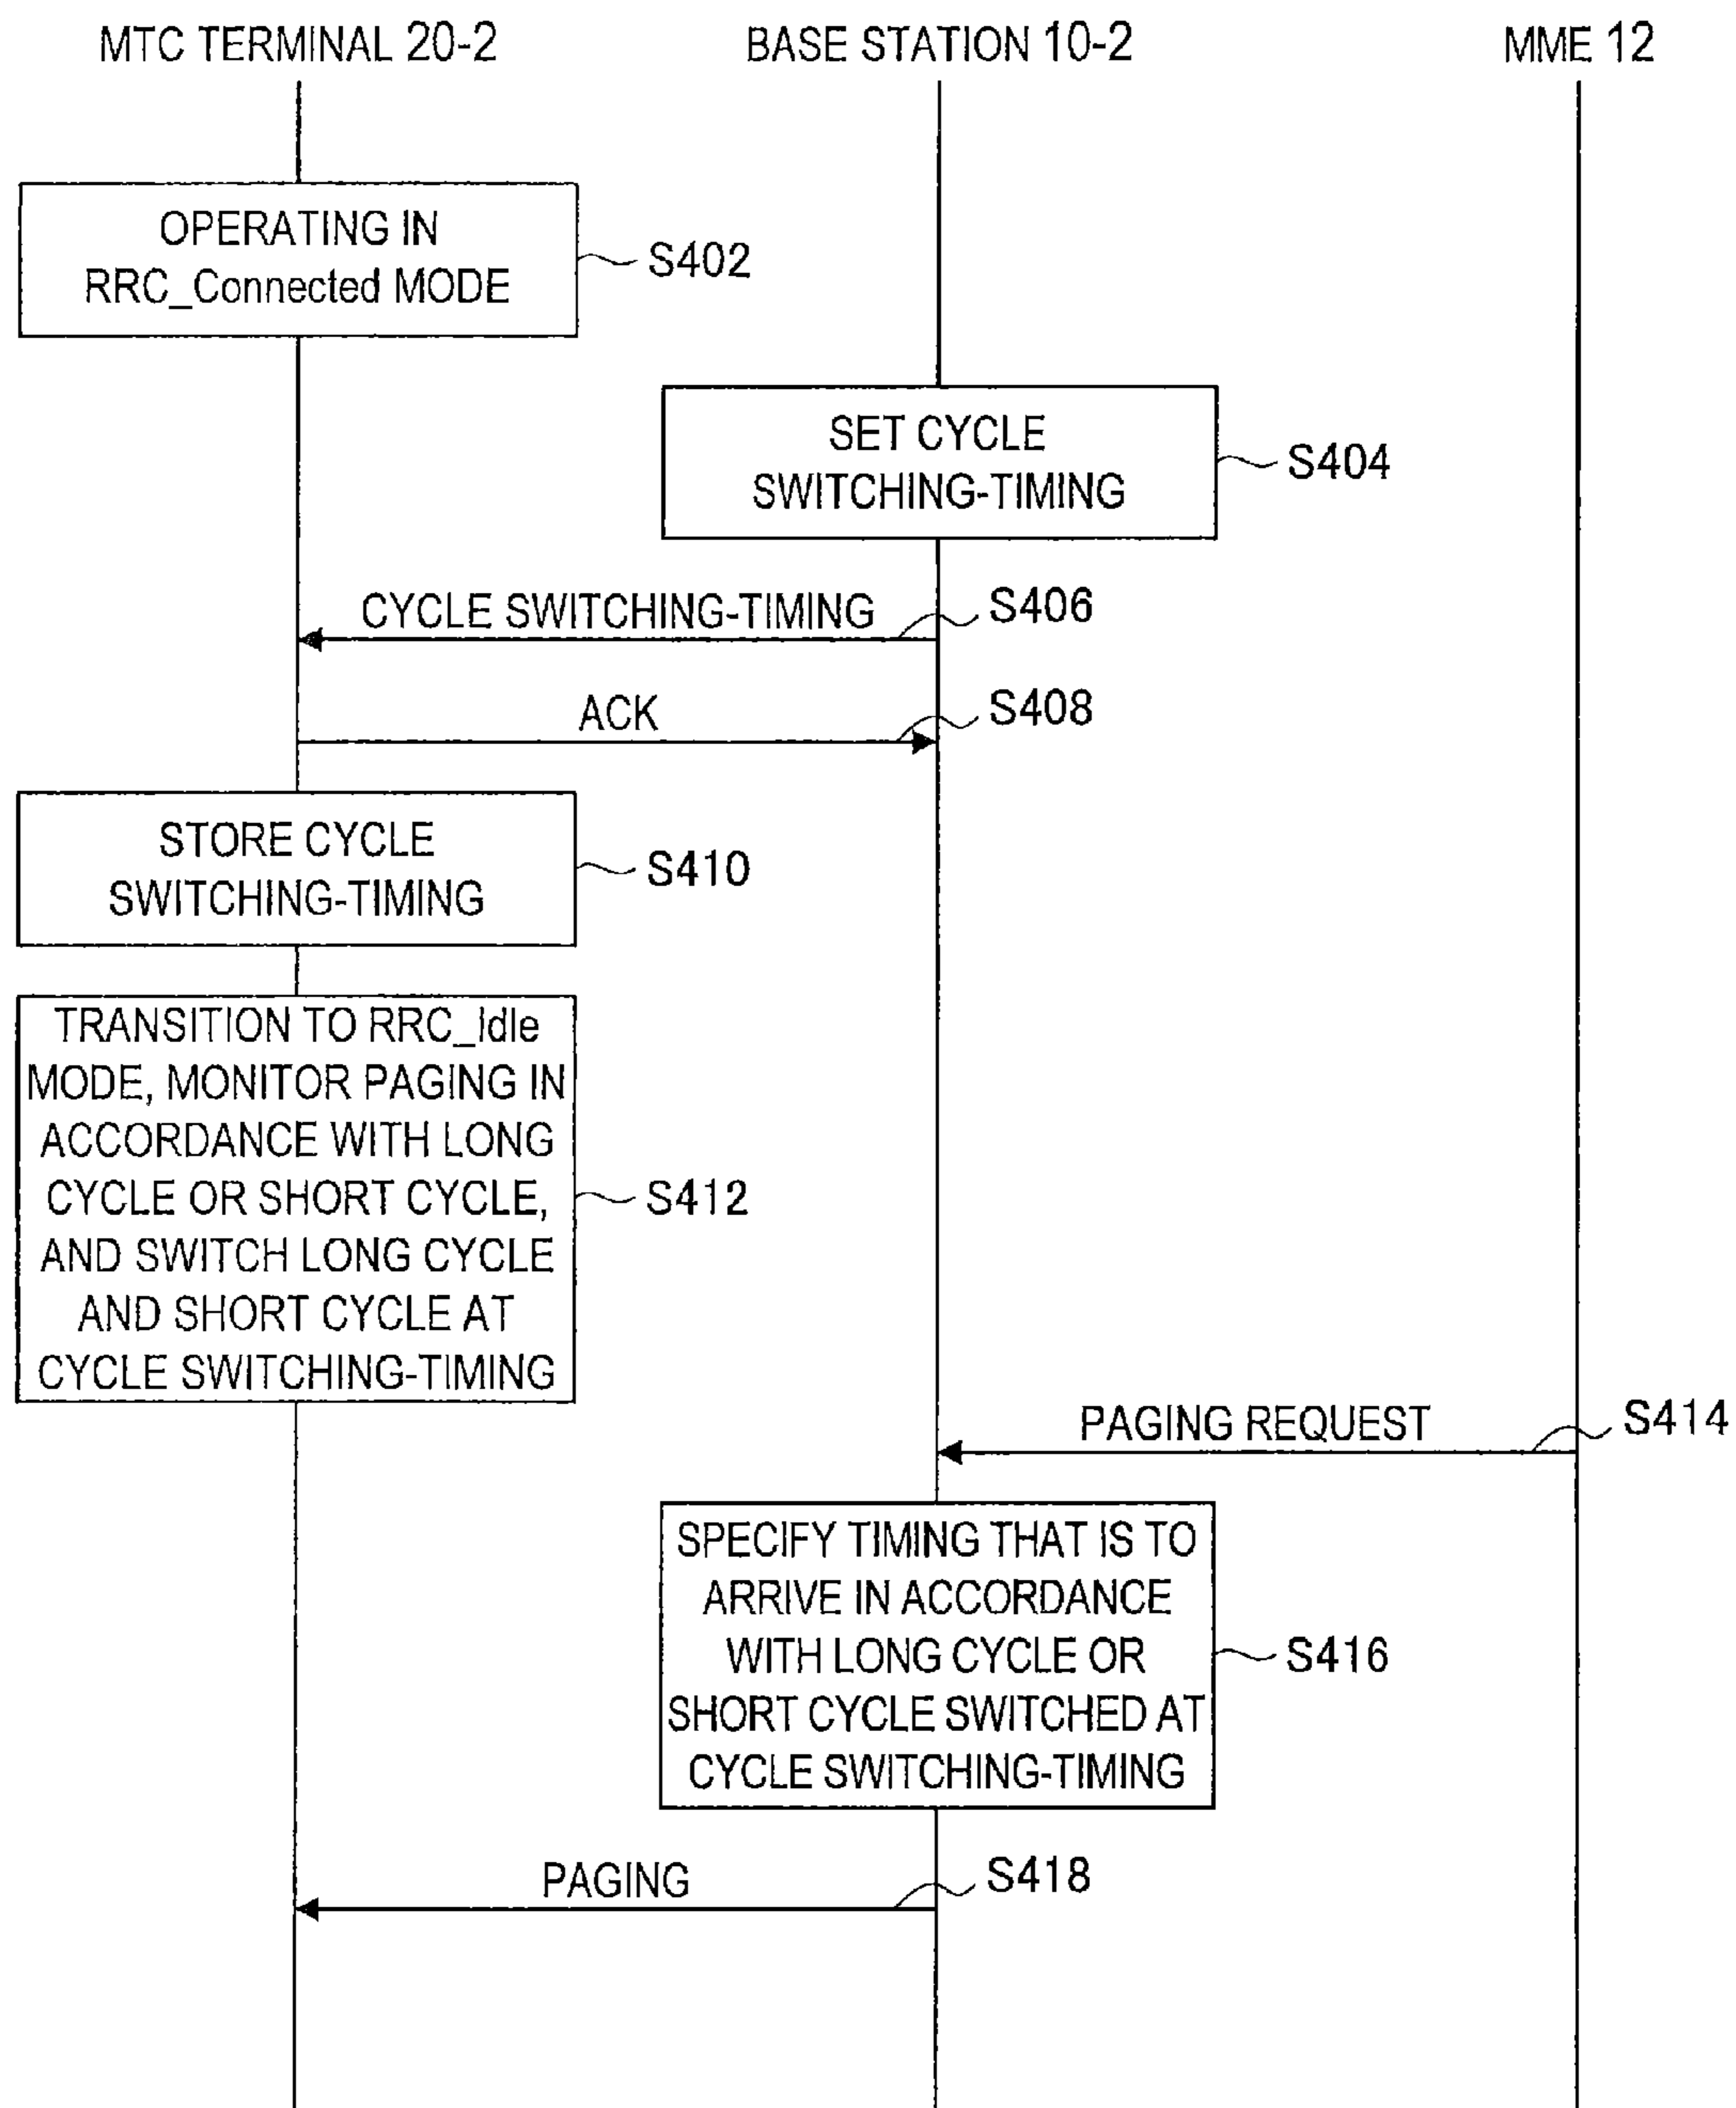 MTC TERMINAL 20-2
BASE STATION 10-2
MME 12
OPERATING IN
RRC_Connected MODE
S402
SET CYCLE
SWITCHING-TIMING
S404
CYCLE SWITCHING-TIMING
S406
ACK
S408
STORE CYCLE
SWITCHING-TIMING
S410
TRANSITION TO RRC_Idle
MODE, MONITOR PAGING IN
ACCORDANCE WITH LONG
CYCLE OR SHORT CYCLE,
AND SWITCH LONG CYCLE
AND SHORT CYCLE AT
CYCLE SWITCHING-TIMING
S412
PAGING REQUEST
S414
SPECIFY TIMING THAT IS TO
ARRIVE IN ACCORDANCE
WITH LONG CYCLE OR
SHORT CYCLE SWITCHED AT
CYCLE SWITCHING-TIMING
S416
PAGING
S418